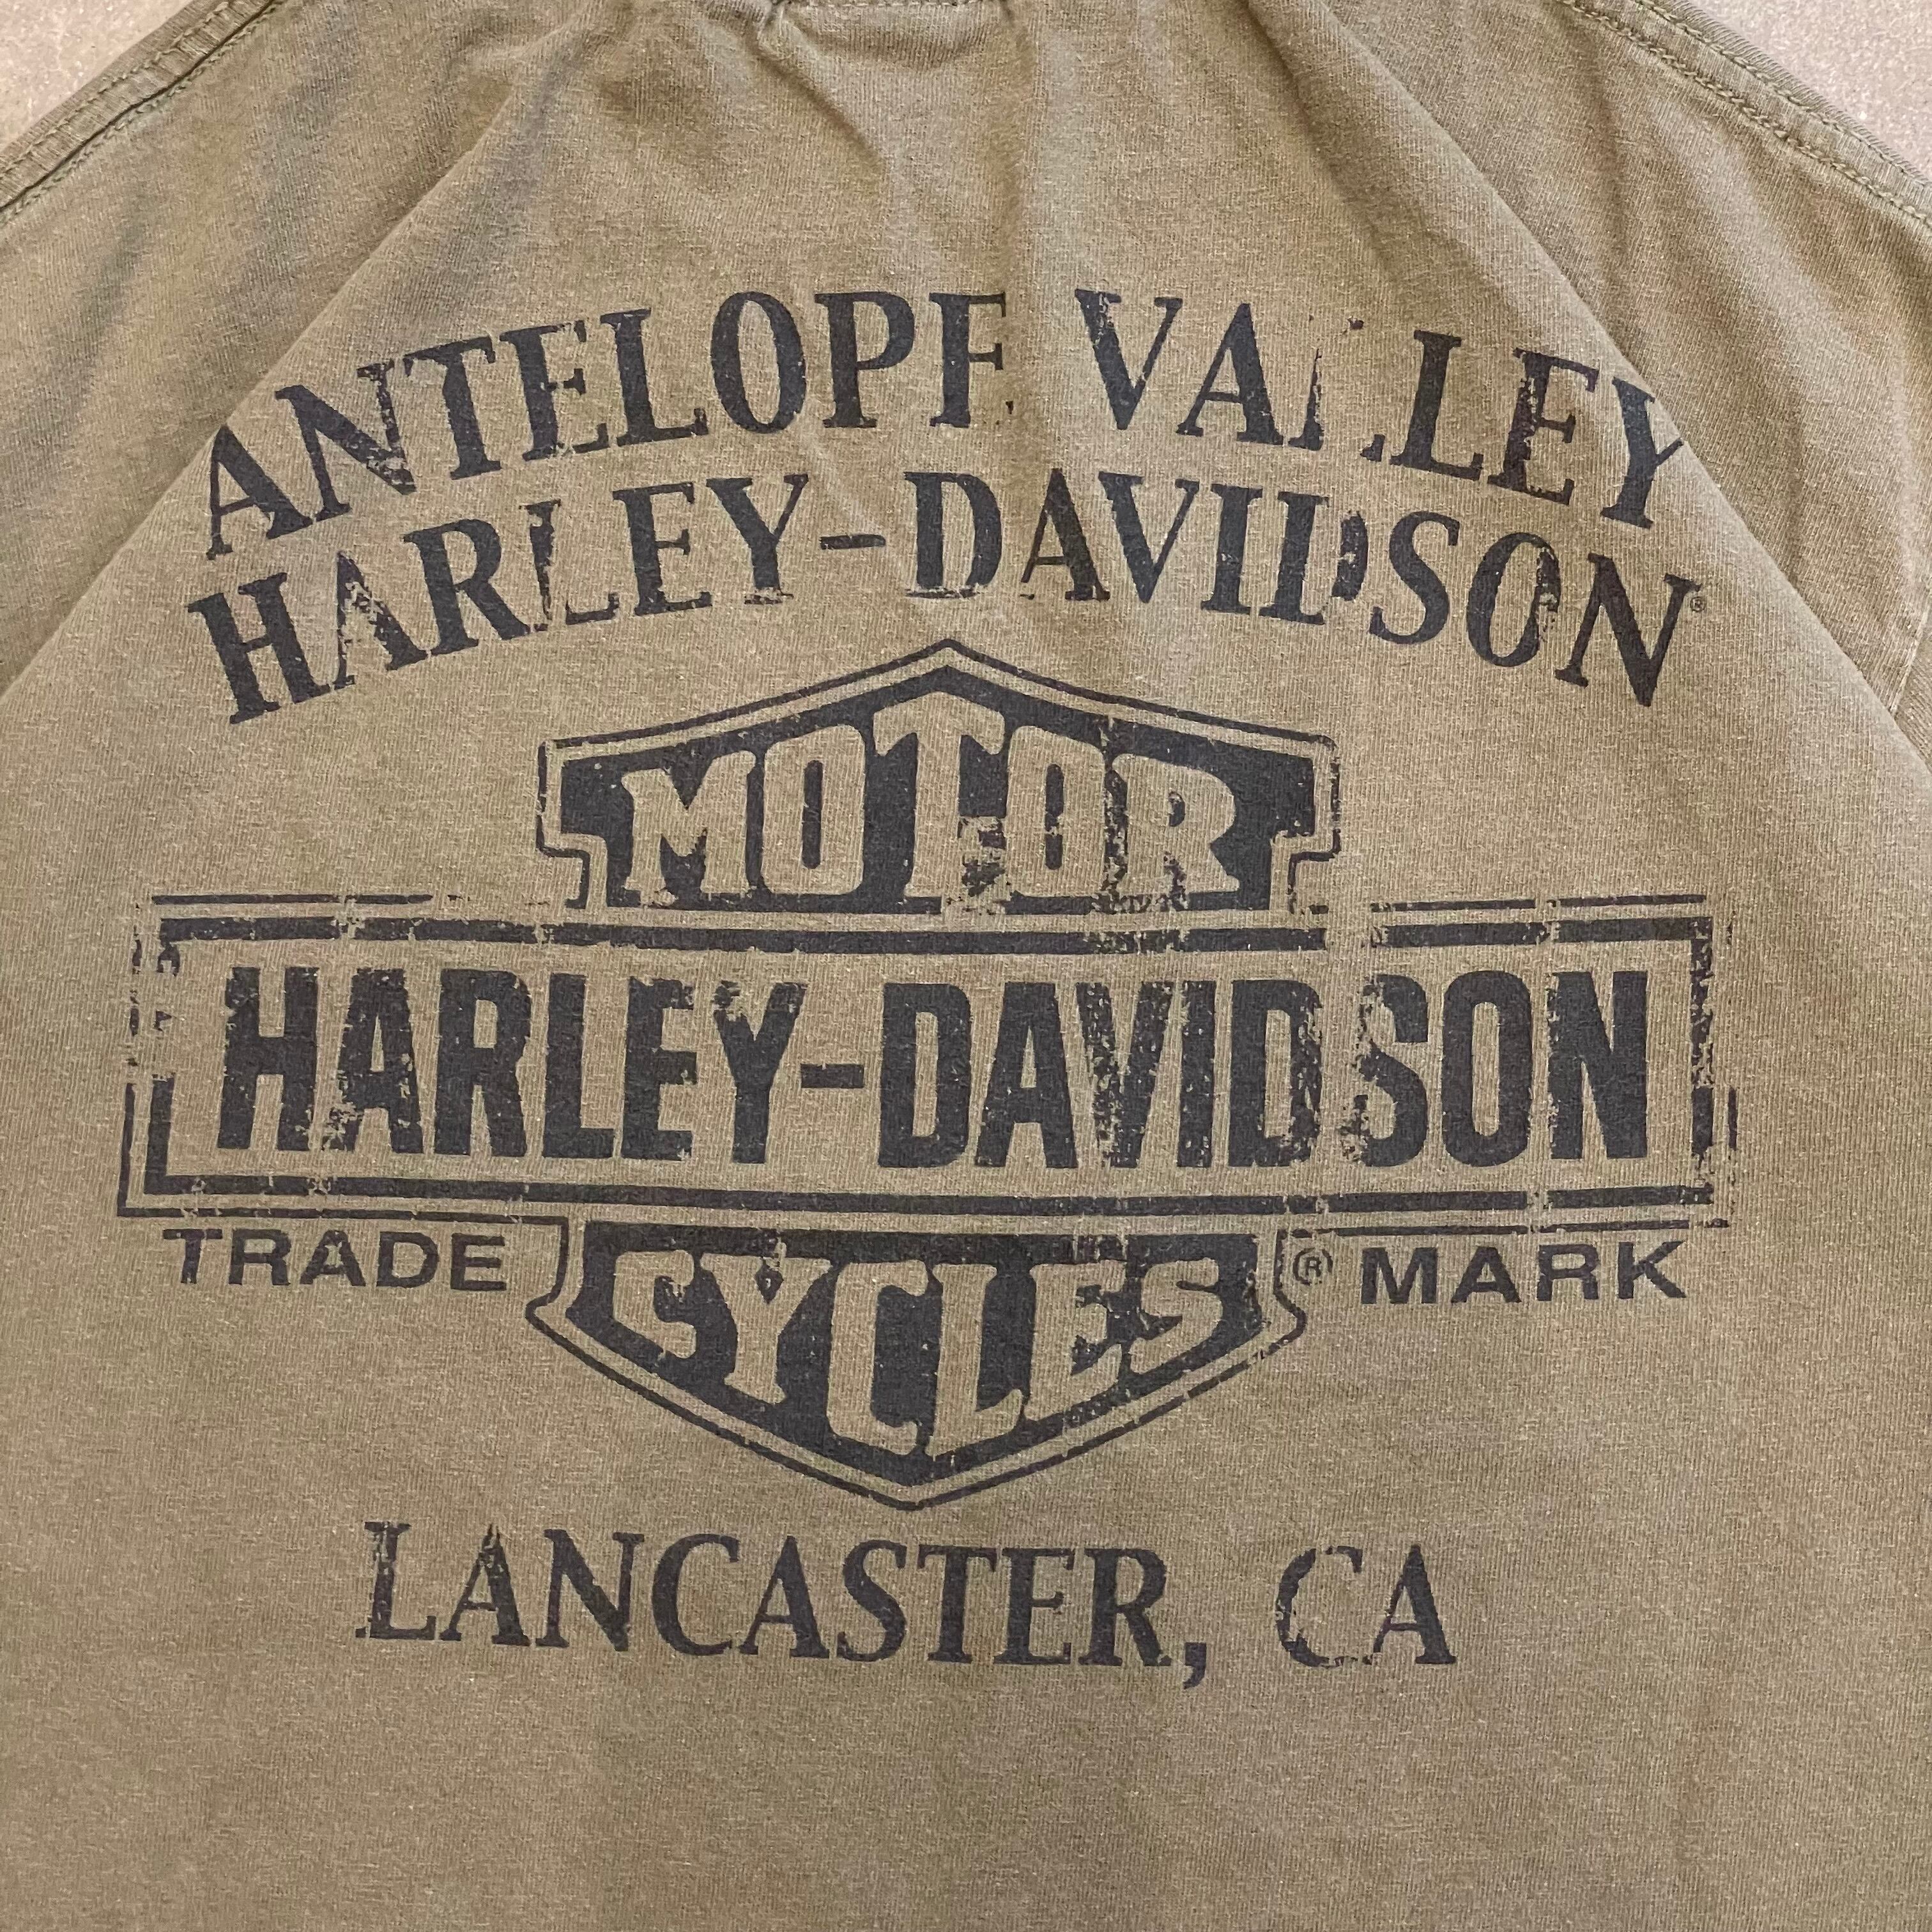 ANTELOPE VALLEY
HARLEY-DAVIDSON®
MOTOR
HARLEY-DAVIDSON
TRADE CYCLES ® MARK
LANCASTER, CA